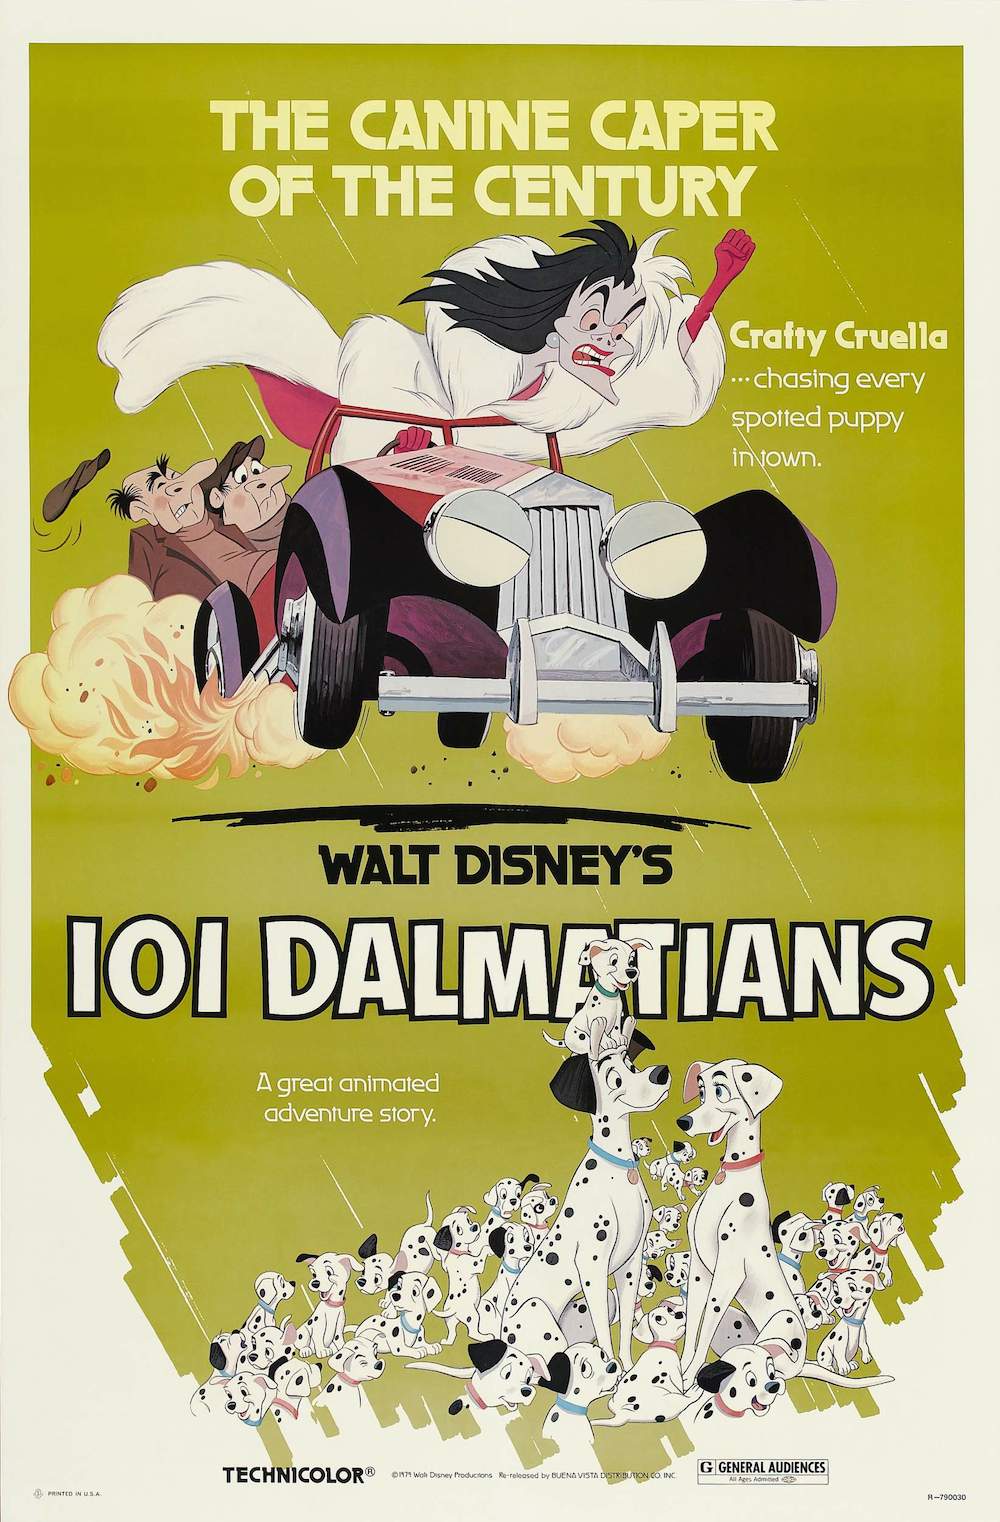 THE CANINE CAPER
OF THE CENTURY
Crafty Cruella
...chasing every
spotted puppy
in town.
WALT DISNEY'S
101 DALMATIANS
A great animated
adventure story.
TECHNICOLOR®
©1979 Walt Disney Productions Re-released by BUENA VISTA DISTRIBUTION CO. INC.
G GENERAL AUDIENCES
All Ages Admitted
PRINTED IN U.S.A.
R-790030